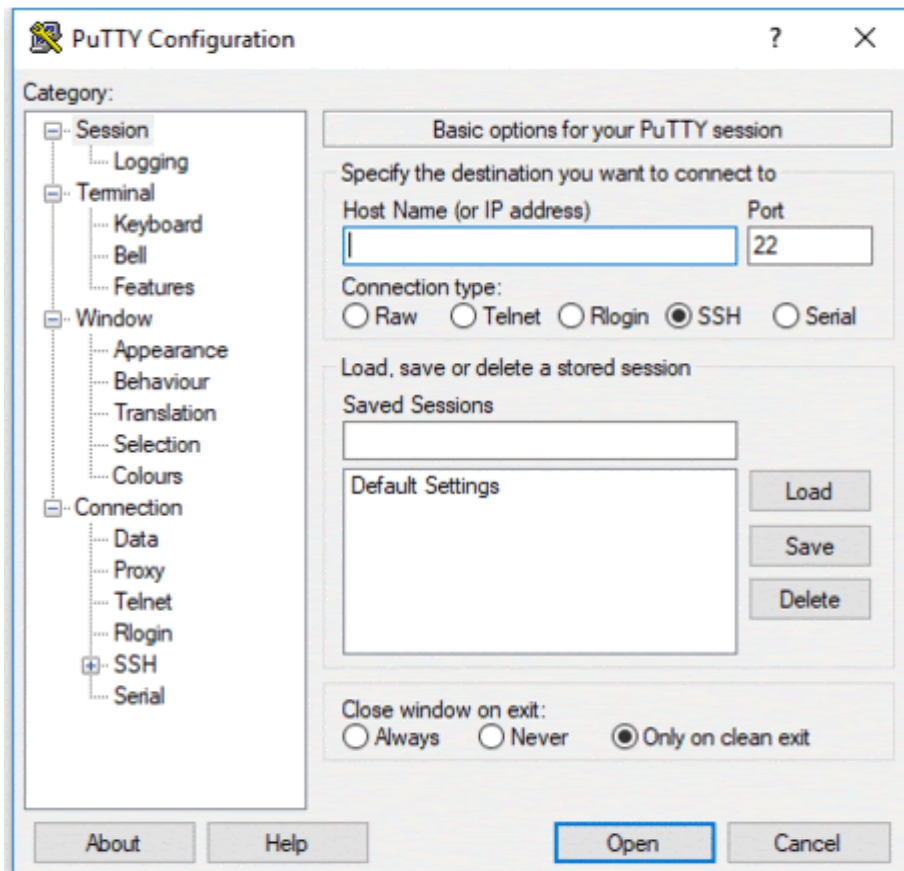 PuTTY Configuration
?
Category:
Session
Logging
Terminal
Keyboard
Bell
Features
Window
Appearance
Behaviour
Translation
Selection
Colours
Connection
Data
Proxy
Telnet
Rlogin
SSH
Serial
Basic options for your PuTTY session
Specify the destination you want to connect to
Host Name (or IP address) Port
22
Connection type:
Raw Telnet Rlogin SSH Serial
Load, save or delete a stored session
Saved Sessions
Default Settings
Load
Save
Delete
Close window on exit:
Always Never Only on clean exit
About Help Open Cancel